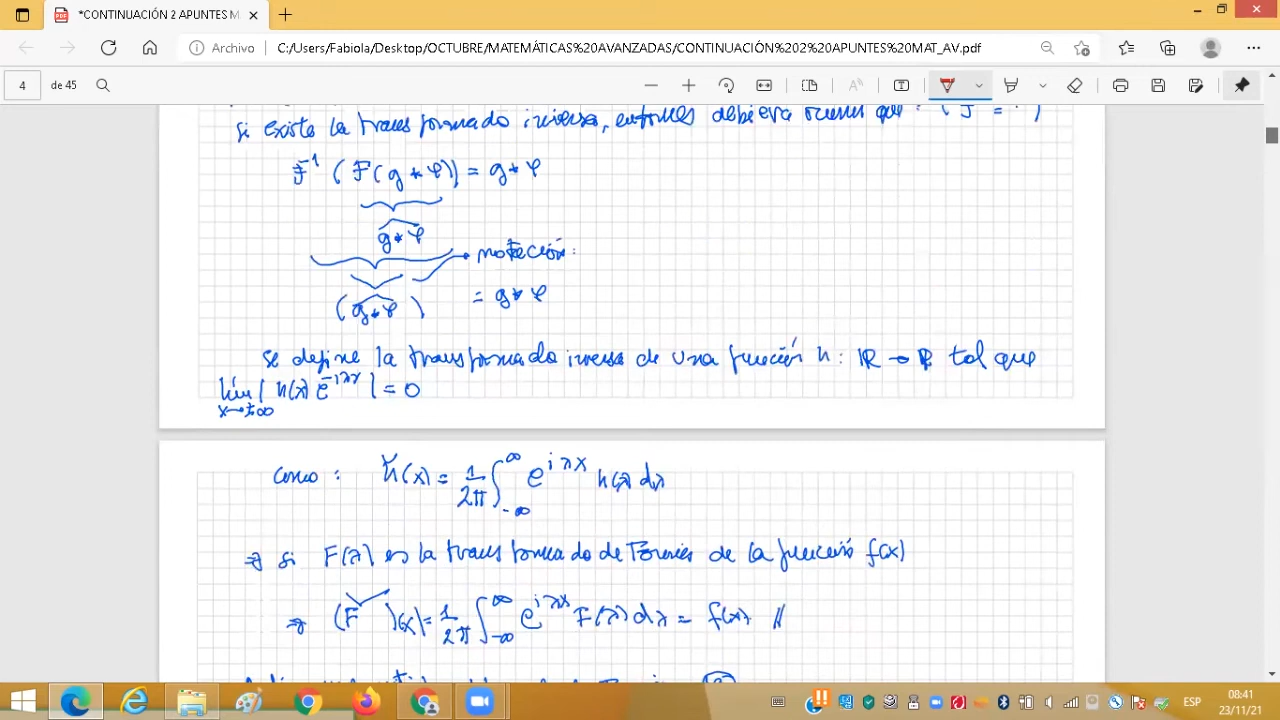 *CONTINUACIÓN 2 APUNTES M
Archivo C:/Users/Fabiola/Desktop/OCTUBRE/MATEMÁTICAS%20AVANZADAS/CONTINUACIÓN%202%20APUNTES%20MAT_AV.pdf
4 de 45
si existe la transformada inversa, entonces debiera ocurrir que :
F⁻¹ ( F(g * φ)) = g * φ
g * φ
notación:
(g * φ) = g * φ
se define la transformada inversa de una función h: ℝ → ℝ tal que
lím | h(x) e^{-iλx} | = 0
x→±∞
como : ȟ(x) = 1/2π ∫_{-∞}^{∞} e^{iλx} h(λ) dλ
⇒ si F(λ) es la transformada de Fourier de la función f(x)
⇒ (F)(x) = 1/2π ∫_{-∞}^{∞} e^{iλx} F(λ) dλ = f(x) //
ESP
08:41
23/11/21